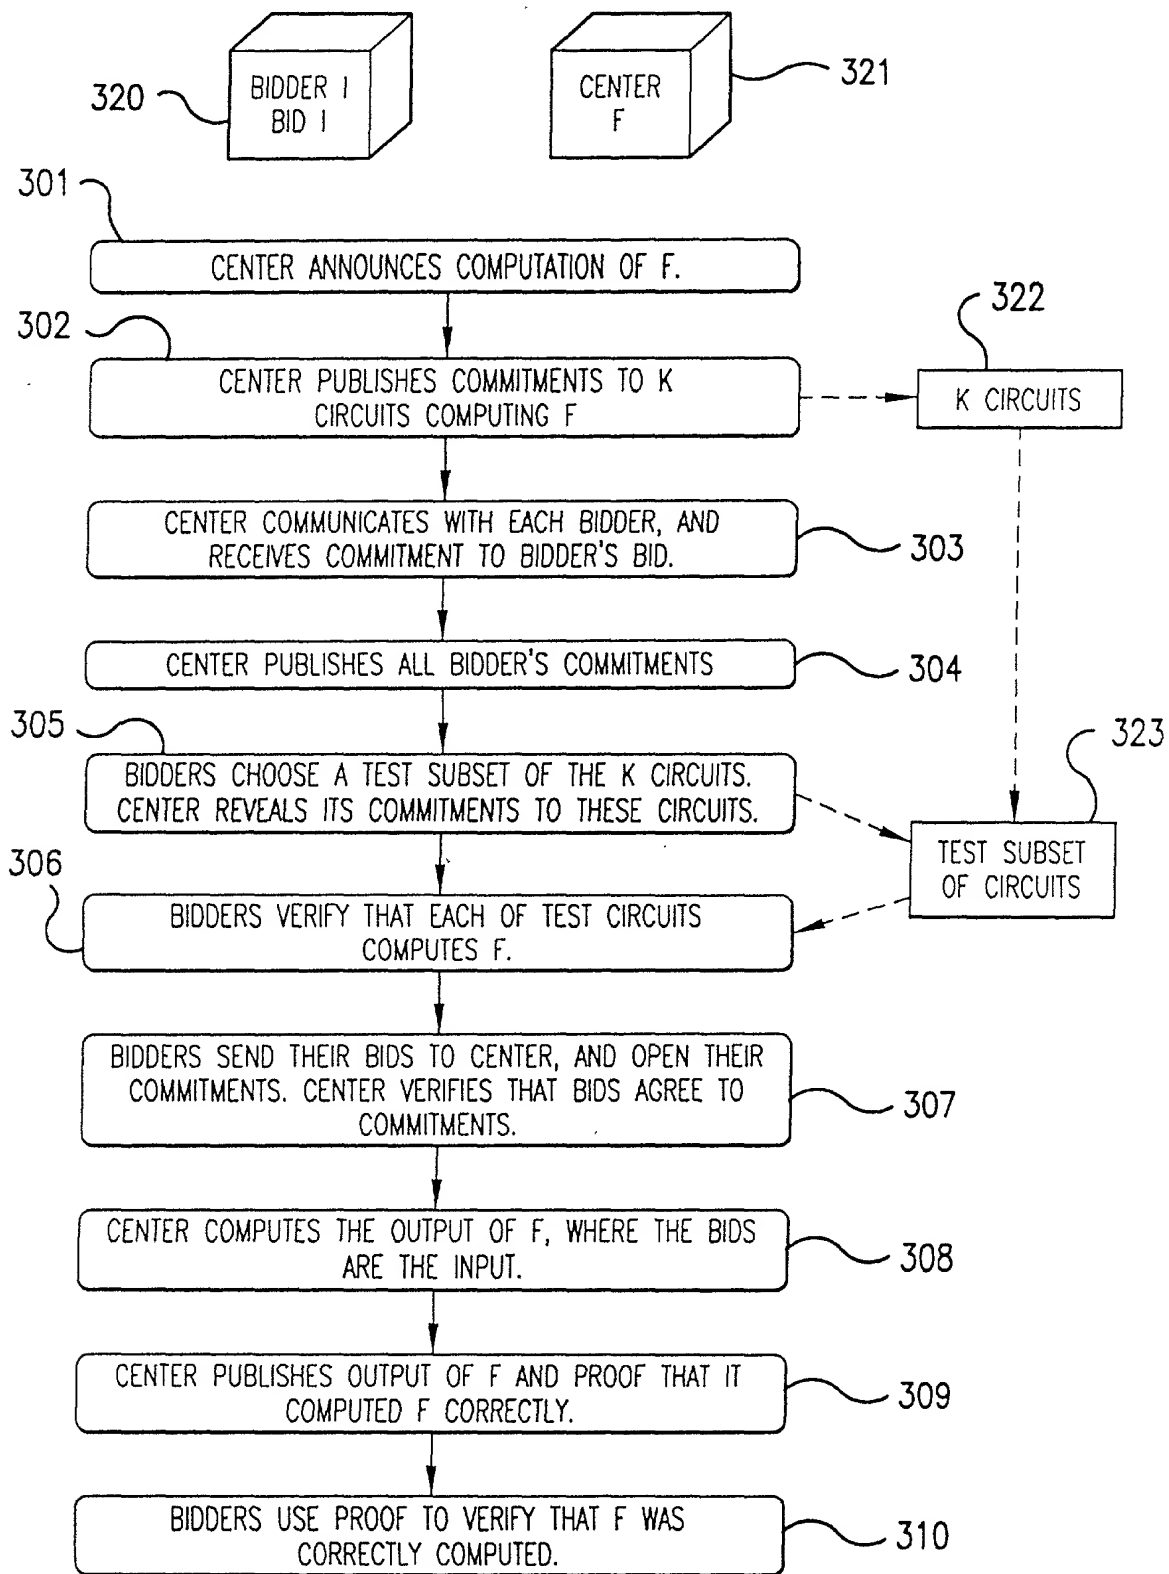 BIDDER I
BID I
320
CENTER
F
321
301
CENTER ANNOUNCES COMPUTATION OF F.
302
CENTER PUBLISHES COMMITMENTS TO K
CIRCUITS COMPUTING F
322
K CIRCUITS
CENTER COMMUNICATES WITH EACH BIDDER, AND
RECEIVES COMMITMENT TO BIDDER'S BID.
303
CENTER PUBLISHES ALL BIDDER'S COMMITMENTS
304
305
BIDDERS CHOOSE A TEST SUBSET OF THE K CIRCUITS.
CENTER REVEALS ITS COMMITMENTS TO THESE CIRCUITS.
323
TEST SUBSET
OF CIRCUITS
306
BIDDERS VERIFY THAT EACH OF TEST CIRCUITS
COMPUTES F.
BIDDERS SEND THEIR BIDS TO CENTER, AND OPEN THEIR
COMMITMENTS. CENTER VERIFIES THAT BIDS AGREE TO
COMMITMENTS.
307
CENTER COMPUTES THE OUTPUT OF F, WHERE THE BIDS
ARE THE INPUT.
308
CENTER PUBLISHES OUTPUT OF F AND PROOF THAT IT
COMPUTED F CORRECTLY.
309
BIDDERS USE PROOF TO VERIFY THAT F WAS
CORRECTLY COMPUTED.
310